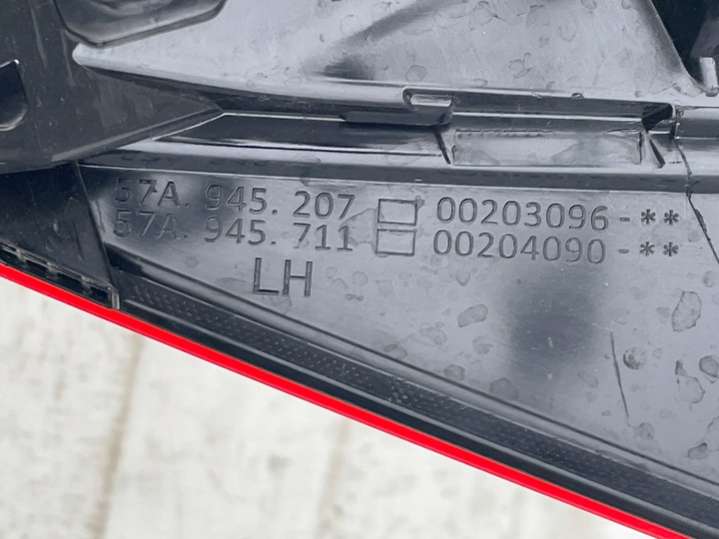 57A. 945. 207 □ 00203096-**
57A. 945. 711 □ 00204090-**
LH